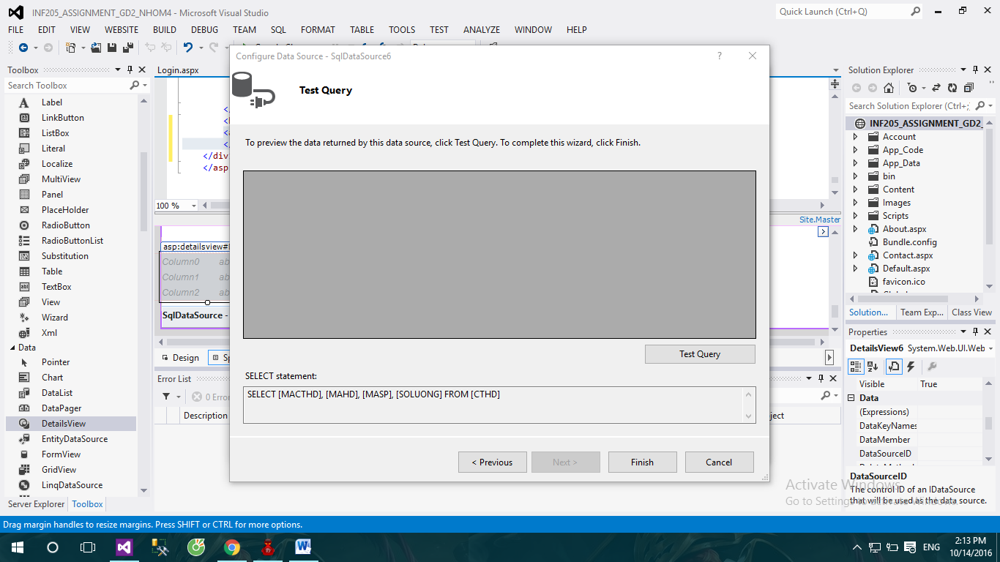 INF205_ASSIGNMENT_GD2_NHOM4 - Microsoft Visual Studio
Quick Launch (Ctrl+Q)
FILE EDIT VIEW WEBSITE BUILD DEBUG TEAM SQL FORMAT TABLE TOOLS TEST ANALYZE WINDOW HELP
Toolbox
Search Toolbox
Label
LinkButton
ListBox
Literal
Localize
MultiView
Panel
PlaceHolder
RadioButton
RadioButtonList
Substitution
Table
TextBox
View
Wizard
Xml
Data
Pointer
Chart
DataList
DataPager
DetailsView
EntityDataSource
FormView
GridView
LinqDataSource
Server Explorer Toolbox
Login.aspx
</div
</asp
100 %
Site.Master
asp:detailsview#
Column0 ab
Column1 ab
Column2 ab
SqlDataSource -
Design Sp
Error List
0 Erro
Description
Configure Data Source - SqlDataSource6
?
Test Query
To preview the data returned by this data source, click Test Query. To complete this wizard, click Finish.
Test Query
SELECT statement:
SELECT [MACTHD], [MAHD], [MASP], [SOLUONG] FROM [CTHD]
< Previous Next > Finish Cancel
Solution Explorer
Search Solution Explorer (Ctrl+;
INF205_ASSIGNMENT_GD2_
Account
App_Code
App_Data
bin
Content
Images
Scripts
About.aspx
Bundle.config
Contact.aspx
Default.aspx
favicon.ico
Solution... Team Exp... Class View
Properties
DetailsView6 System.Web.UI.Web
Visible True
Data
(Expressions)
DataKeyNames
DataMember
DataSourceID
DataSourceID
The control ID of an IDataSource
that will be used as the data source.
Activate Windows
Go to Settings to activate Windows.
Drag margin handles to resize margins. Press SHIFT or CTRL for more options.
ENG
2:13 PM
10/14/2016